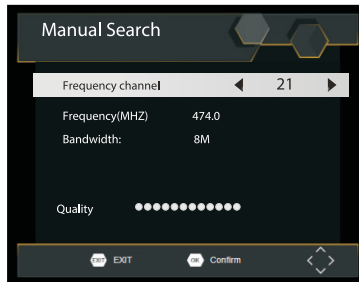 Manual Search
Frequency channel 21
Frequency(MHZ) 474.0
Bandwidth: 8M
Quality
EXIT EXIT OK Confirm